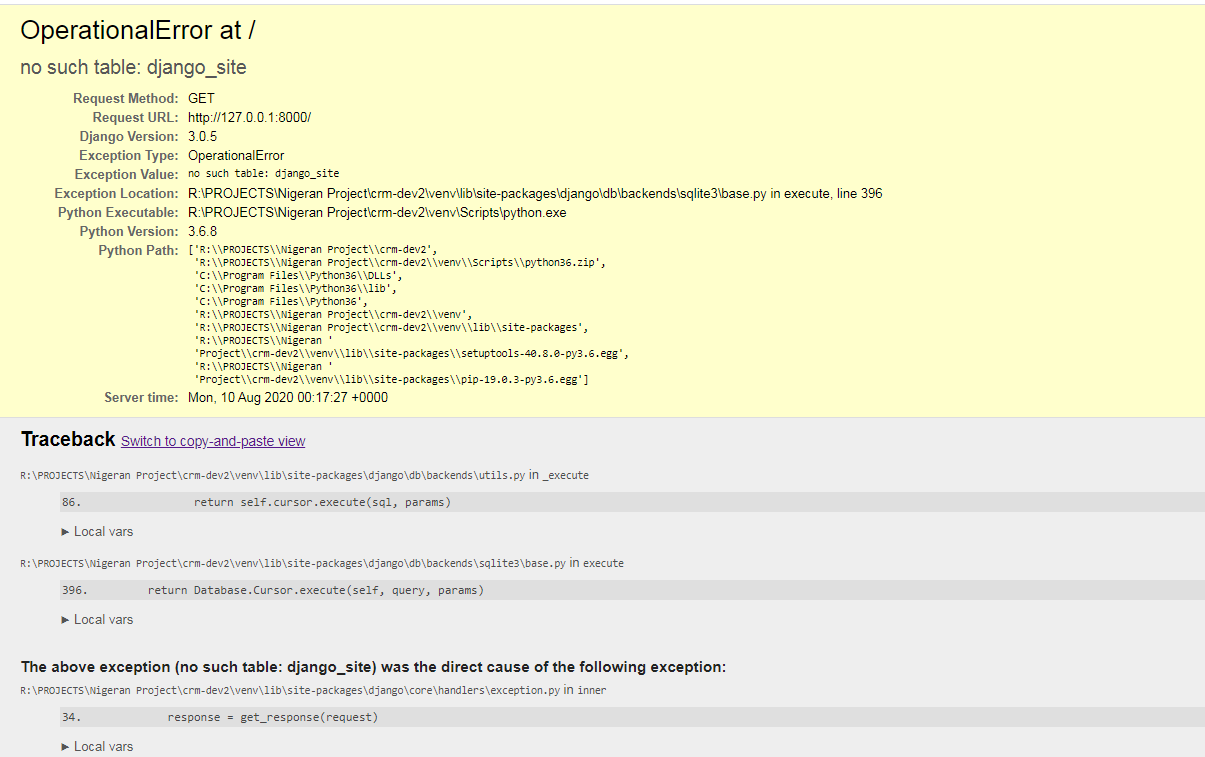 OperationalError at /
no such table: django_site
Request Method: GET
Request URL: http://127.0.0.1:8000/
Django Version: 3.0.5
Exception Type: OperationalError
Exception Value: no such table: django_site
Exception Location: R:\PROJECTS\Nigeran Project\crm-dev2\venv\lib\site-packages\django\db\backends\sqlite3\base.py in execute, line 396
Python Executable: R:\PROJECTS\Nigeran Project\crm-dev2\venv\Scripts\python.exe
Python Version: 3.6.8
Python Path: ['R:\\PROJECTS\\Nigeran Project\\crm-dev2',
'R:\\PROJECTS\\Nigeran Project\\crm-dev2\\venv\\Scripts\\python36.zip',
'C:\\Program Files\\Python36\\DLLs',
'C:\\Program Files\\Python36\\lib',
'C:\\Program Files\\Python36',
'R:\\PROJECTS\\Nigeran Project\\crm-dev2\\venv',
'R:\\PROJECTS\\Nigeran Project\\crm-dev2\\venv\\lib\\site-packages',
'R:\\PROJECTS\\Nigeran '
'Project\\crm-dev2\\venv\\lib\\site-packages\\setuptools-40.8.0-py3.6.egg',
'R:\\PROJECTS\\Nigeran '
'Project\\crm-dev2\\venv\\lib\\site-packages\\pip-19.0.3-py3.6.egg']
Server time: Mon, 10 Aug 2020 00:17:27 +0000
Traceback Switch to copy-and-paste view
R:\PROJECTS\Nigeran Project\crm-dev2\venv\lib\site-packages\django\db\backends\utils.py in _execute
86. return self.cursor.execute(sql, params)
▶ Local vars
R:\PROJECTS\Nigeran Project\crm-dev2\venv\lib\site-packages\django\db\backends\sqlite3\base.py in execute
396. return Database.Cursor.execute(self, query, params)
▶ Local vars
The above exception (no such table: django_site) was the direct cause of the following exception:
R:\PROJECTS\Nigeran Project\crm-dev2\venv\lib\site-packages\django\core\handlers\exception.py in inner
34. response = get_response(request)
▶ Local vars